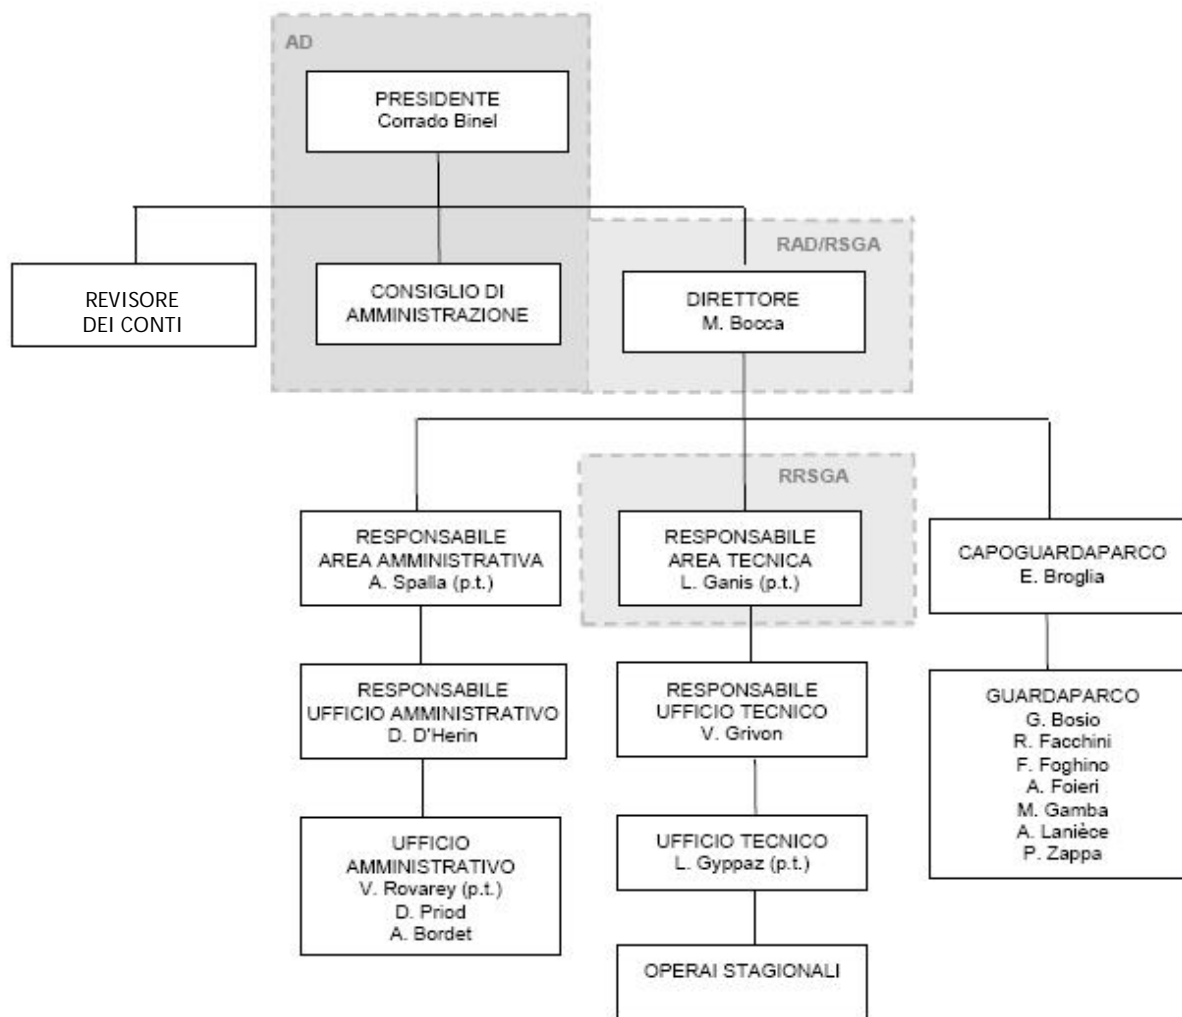 AD
PRESIDENTE
Corrado Binel
RAD/RSGA
REVISORE
DEI CONTI
CONSIGLIO DI
AMMINISTRAZIONE
DIRETTORE
M. Bocca
RRSGA
RESPONSABILE
AREA AMMINISTRATIVA
A. Spalla (p.t.)
RESPONSABILE
AREA TECNICA
L. Ganis (p.t.)
CAPOGUARDAPARCO
E. Broglia
RESPONSABILE
UFFICIO AMMINISTRATIVO
D. D'Herin
RESPONSABILE
UFFICIO TECNICO
V. Grivon
GUARDAPARCO
G. Bosio
R. Facchini
F. Foghino
A. Foieri
M. Gamba
A. Lanièce
P. Zappa
UFFICIO
AMMINISTRATIVO
V. Rovarey (p.t.)
D. Priod
A. Bordet
UFFICIO TECNICO
L. Gyppaz (p.t.)
OPERAI STAGIONALI